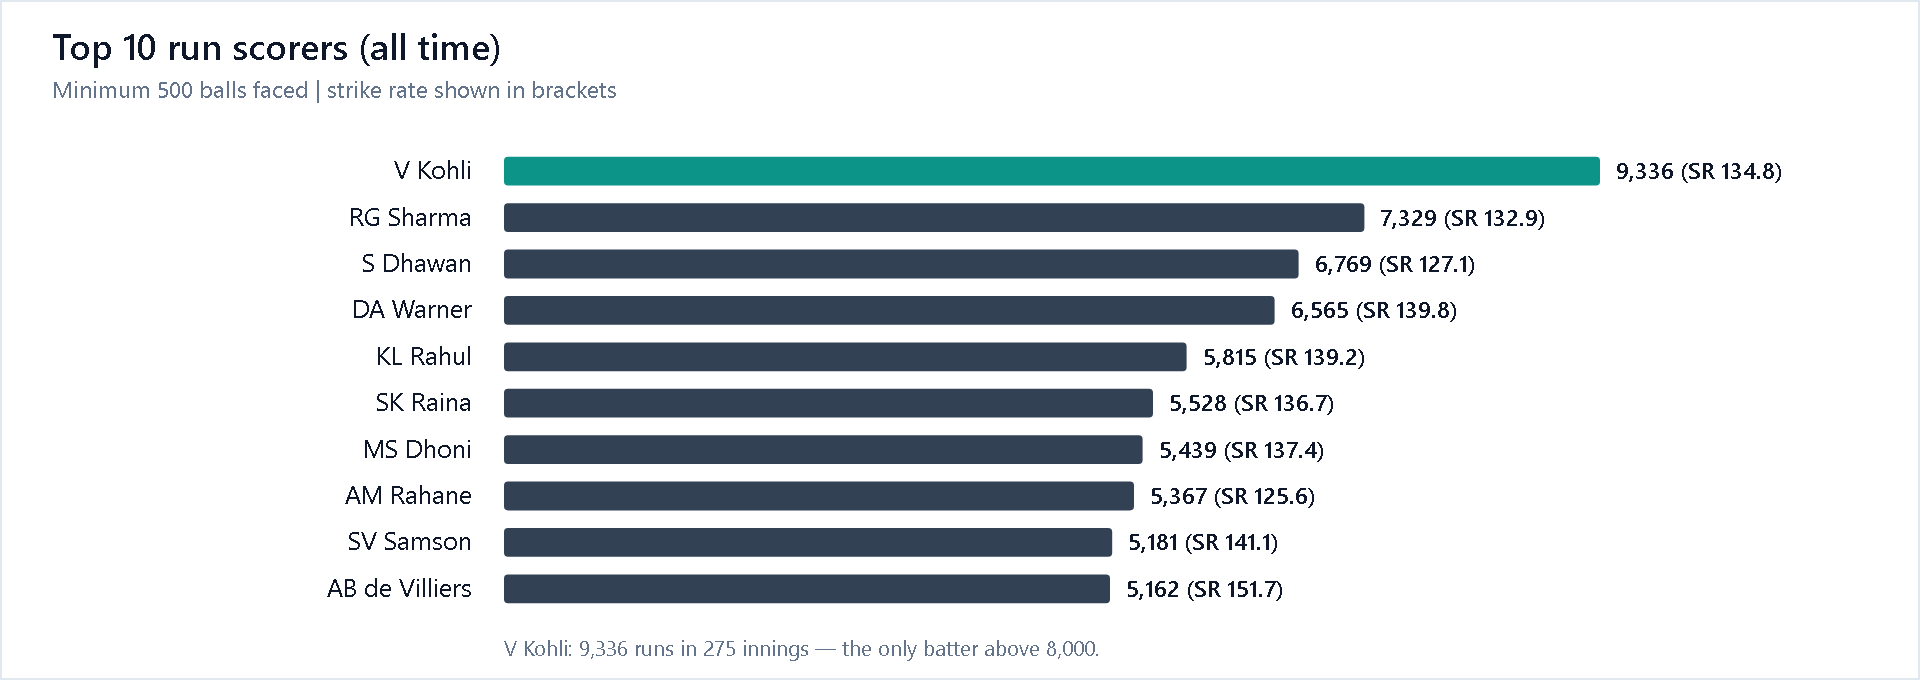 Top 10 run scorers (all time)
Minimum 500 balls faced | strike rate shown in brackets
V Kohli 9,336 (SR 134.8)
RG Sharma 7,329 (SR 132.9)
S Dhawan 6,769 (SR 127.1)
DA Warner 6,565 (SR 139.8)
KL Rahul 5,815 (SR 139.2)
SK Raina 5,528 (SR 136.7)
MS Dhoni 5,439 (SR 137.4)
AM Rahane 5,367 (SR 125.6)
SV Samson 5,181 (SR 141.1)
AB de Villiers 5,162 (SR 151.7)
V Kohli: 9,336 runs in 275 innings — the only batter above 8,000.